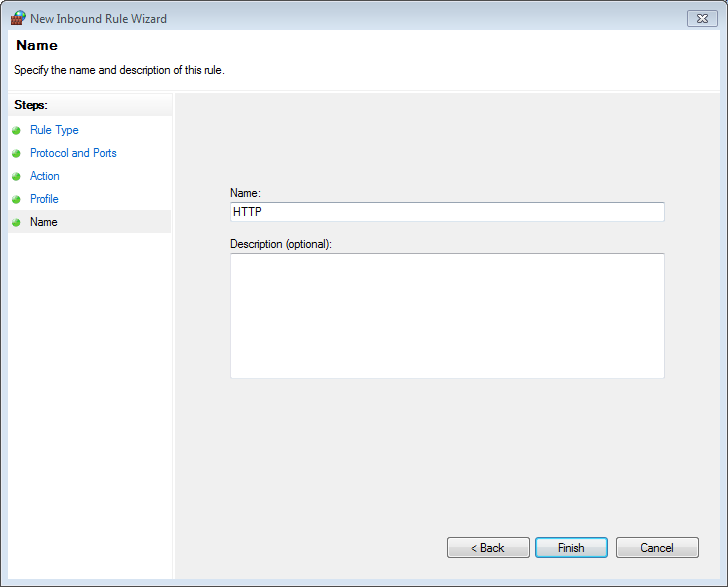 New Inbound Rule Wizard
Name
Specify the name and description of this rule.
Steps:
Rule Type
Protocol and Ports
Action
Profile
Name
Name:
HTTP
Description (optional):
< Back
Finish
Cancel